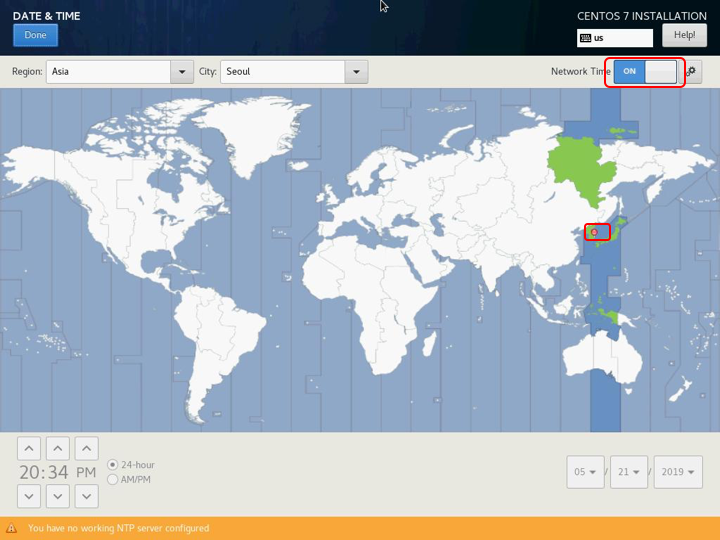 DATE & TIME
CENTOS 7 INSTALLATION
Done
us
Help!
Region: Asia
City: Seoul
Network Time ON
20:34 PM
24-hour
AM/PM
05 / 21 / 2019
You have no working NTP server configured